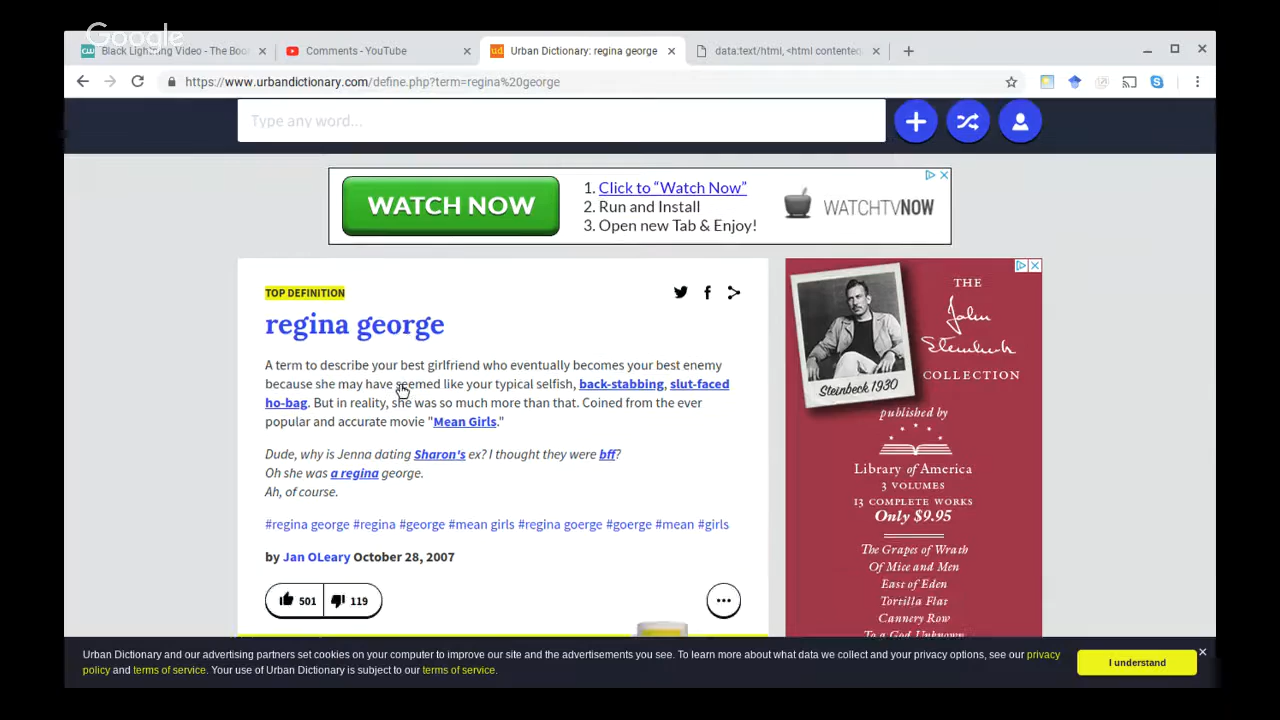 Google
Black Lightning Video - The Boo
Comments - YouTube
Urban Dictionary: regina george
data:text/html, <html contented
https://www.urbandictionary.com/define.php?term=regina%20george
Type any word...
WATCH NOW
1. Click to “Watch Now”
2. Run and Install
3. Open new Tab & Enjoy!
WATCHTVNOW
TOP DEFINITION
regina george
A term to describe your best girlfriend who eventually becomes your best enemy
because she may have seemed like your typical selfish, back-stabbing, slut-faced
ho-bag. But in reality, she was so much more than that. Coined from the ever
popular and accurate movie "Mean Girls."
Dude, why is Jenna dating Sharon's ex? I thought they were bff?
Oh she was a regina george.
Ah, of course.
#regina george #regina #george #mean girls #regina goerge #goerge #mean #girls
by Jan OLeary October 28, 2007
501
119
THE
John
Steinbeck
COLLECTION
Steinbeck 1930
published by
Library of America
3 VOLUMES
13 COMPLETE WORKS
Only $9.95
The Grapes of Wrath
Of Mice and Men
East of Eden
Tortilla Flat
Cannery Row
To a God Unknown
Urban Dictionary and our advertising partners set cookies on your computer to improve our site and the advertisements you see. To learn more about what data we collect and your privacy options, see our privacy
policy and terms of service. Your use of Urban Dictionary is subject to our terms of service.
I understand